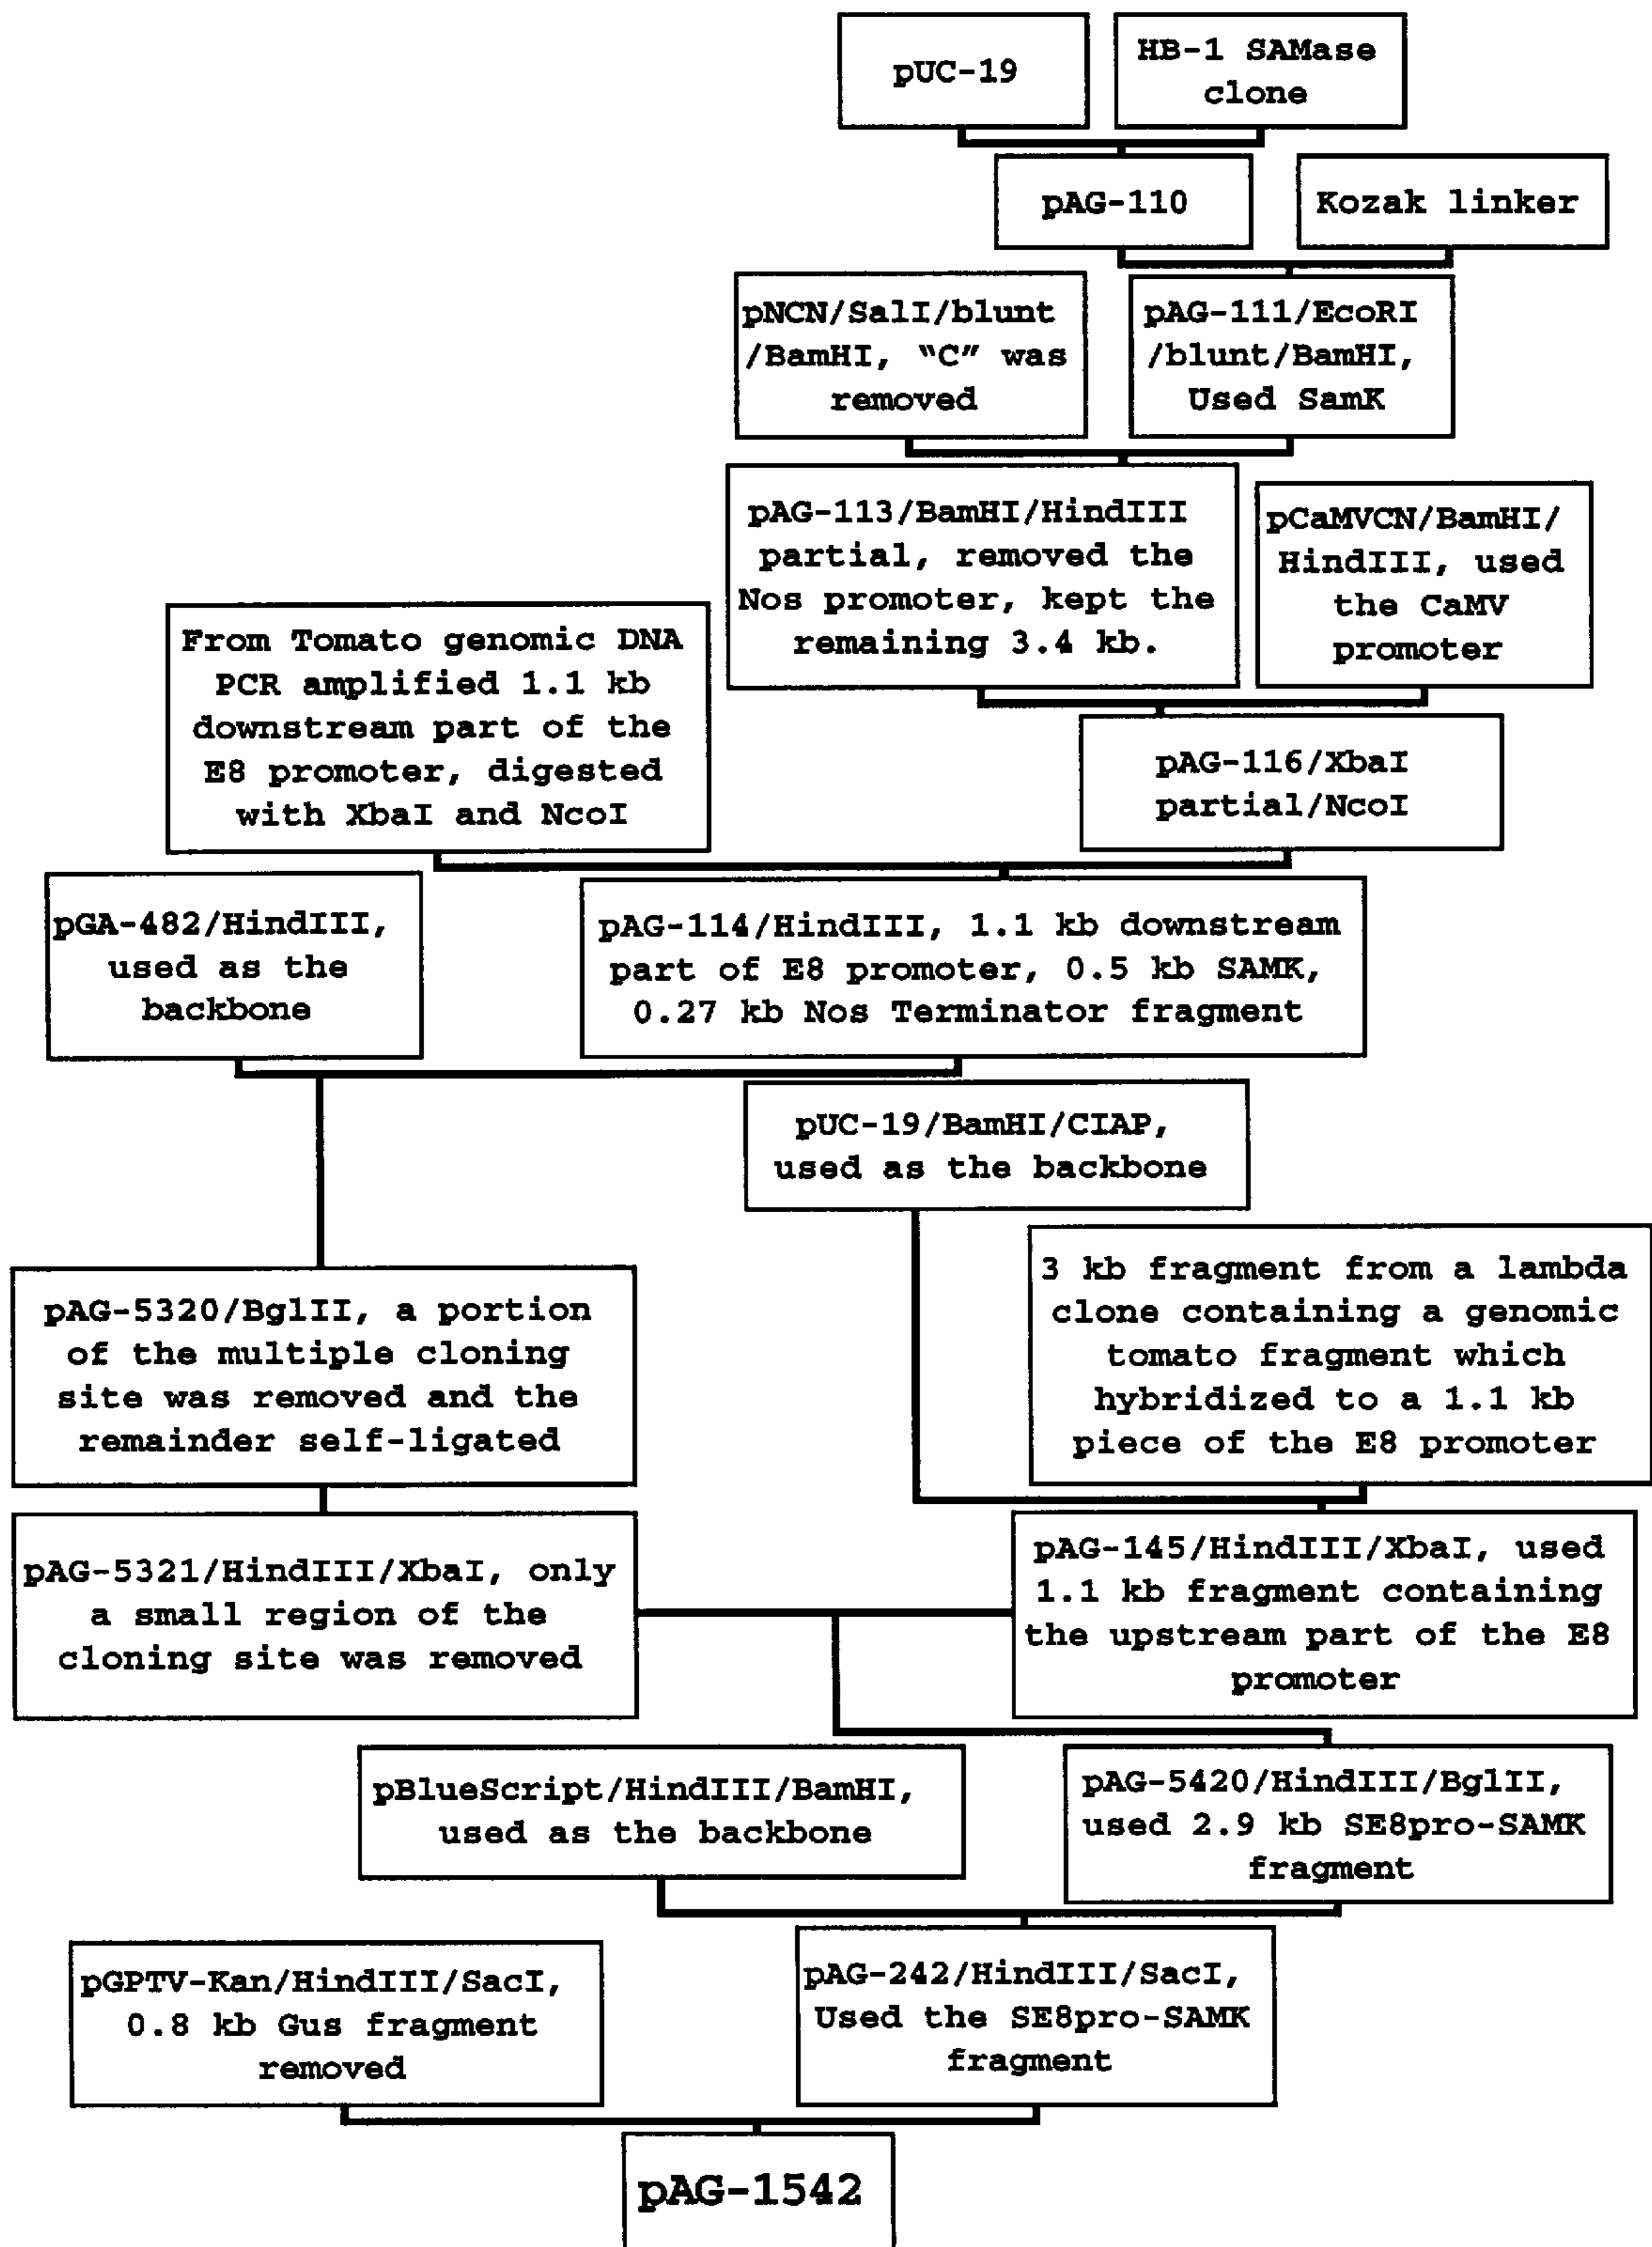 pUC-19
HB-1 SAMase
clone
pAG-110
Kozak linker
pNCN/SalI/blunt
/BamHI, "C" was
removed
pAG-111/EcoRI
/blunt/BamHI,
Used SamK
pAG-113/BamHI/HindIII
partial, removed the
Nos promoter, kept the
remaining 3.4 kb.
pCaMVCN/BamHI/
HindIII, used
the CaMV
promoter
From Tomato genomic DNA
PCR amplified 1.1 kb
downstream part of the
E8 promoter, digested
with XbaI and NcoI
pAG-116/XbaI
partial/NcoI
pGA-482/HindIII,
used as the
backbone
pAG-114/HindIII, 1.1 kb downstream
part of E8 promoter, 0.5 kb SAMK,
0.27 kb Nos Terminator fragment
pUC-19/BamHI/CIAP,
used as the backbone
3 kb fragment from a lambda
clone containing a genomic
tomato fragment which
hybridized to a 1.1 kb
piece of the E8 promoter
pAG-5320/BglII, a portion
of the multiple cloning
site was removed and the
remainder self-ligated
pAG-5321/HindIII/XbaI, only
a small region of the
cloning site was removed
pAG-145/HindIII/XbaI, used
1.1 kb fragment containing
the upstream part of the E8
promoter
pBlueScript/HindIII/BamHI,
used as the backbone
pAG-5420/HindIII/BglII,
used 2.9 kb SE8pro-SAMK
fragment
pGPTV-Kan/HindIII/SacI,
0.8 kb Gus fragment
removed
pAG-242/HindIII/SacI,
Used the SE8pro-SAMK
fragment
pAG-1542